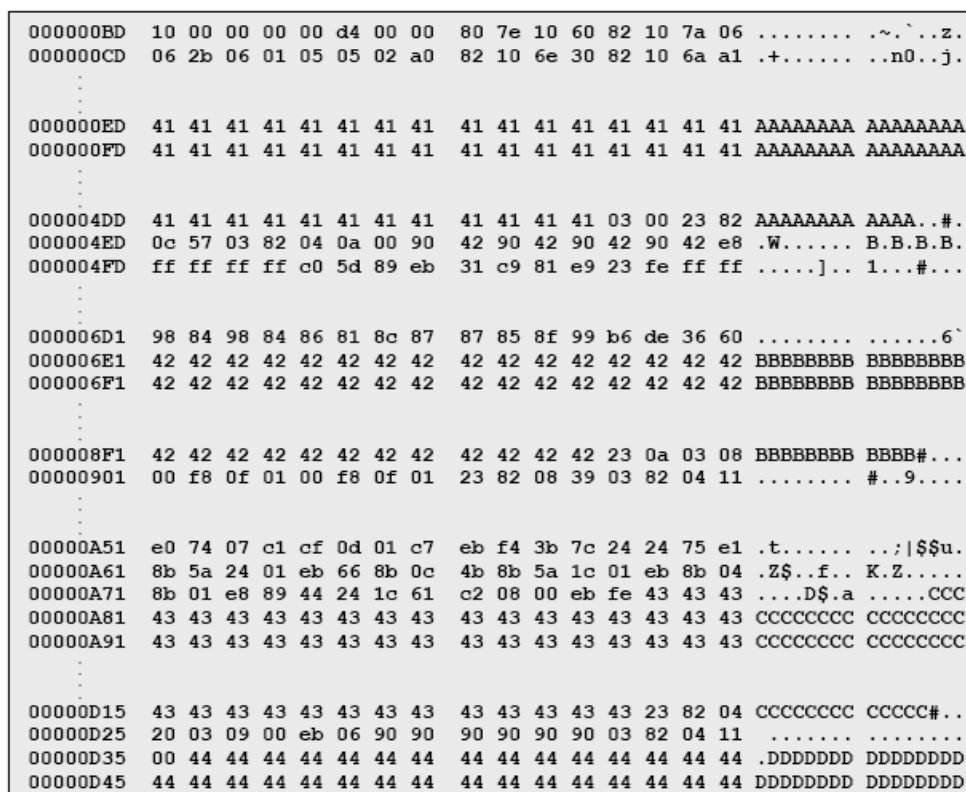 000000BD 10 00 00 00 00 d4 00 00 80 7e 10 60 82 10 7a 06 ........ .~.`..z.
000000CD 06 2b 06 01 05 05 02 a0 82 10 6e 30 82 10 6a a1 .+...... ..n0..j.
000000ED 41 41 41 41 41 41 41 41 41 41 41 41 41 41 41 41 AAAAAAAA AAAAAAAA
000000FD 41 41 41 41 41 41 41 41 41 41 41 41 41 41 41 41 AAAAAAAA AAAAAAAA
000004DD 41 41 41 41 41 41 41 41 41 41 41 41 03 00 23 82 AAAAAAAA AAAA..#.
000004ED 0c 57 03 82 04 0a 00 90 42 90 42 90 42 90 42 e8 .W...... B.B.B.B.
000004FD ff ff ff ff c0 5d 89 eb 31 c9 81 e9 23 fe ff ff .....].. 1...#...
000006D1 98 84 98 84 86 81 8c 87 87 85 8f 99 b6 de 36 60 ........ ......6`
000006E1 42 42 42 42 42 42 42 42 42 42 42 42 42 42 42 42 BBBBBBBB BBBBBBBB
000006F1 42 42 42 42 42 42 42 42 42 42 42 42 42 42 42 42 BBBBBBBB BBBBBBBB
000008F1 42 42 42 42 42 42 42 42 42 42 42 42 23 0a 03 08 BBBBBBBB BBBB#...
00000901 00 f8 0f 01 00 f8 0f 01 23 82 08 39 03 82 04 11 ........ #..9....
00000A51 e0 74 07 c1 cf 0d 01 c7 eb f4 3b 7c 24 24 75 e1 .t...... ..;|$$u.
00000A61 8b 5a 24 01 eb 66 8b 0c 4b 8b 5a 1c 01 eb 8b 04 .Z$..f.. K.Z.....
00000A71 8b 01 e8 89 44 24 1c 61 c2 08 00 eb fe 43 43 43 ....D$.a .....CCC
00000A81 43 43 43 43 43 43 43 43 43 43 43 43 43 43 43 43 CCCCCCCC CCCCCCCC
00000A91 43 43 43 43 43 43 43 43 43 43 43 43 43 43 43 43 CCCCCCCC CCCCCCCC
00000D15 43 43 43 43 43 43 43 43 43 43 43 43 43 23 82 04 CCCCCCCC CCCCC#..
00000D25 20 03 09 00 eb 06 90 90 90 90 90 90 03 82 04 11 ....... ........
00000D35 00 44 44 44 44 44 44 44 44 44 44 44 44 44 44 44 .DDDDDDD DDDDDDDD
00000D45 44 44 44 44 44 44 44 44 44 44 44 44 44 44 44 44 DDDDDDDD DDDDDDDD